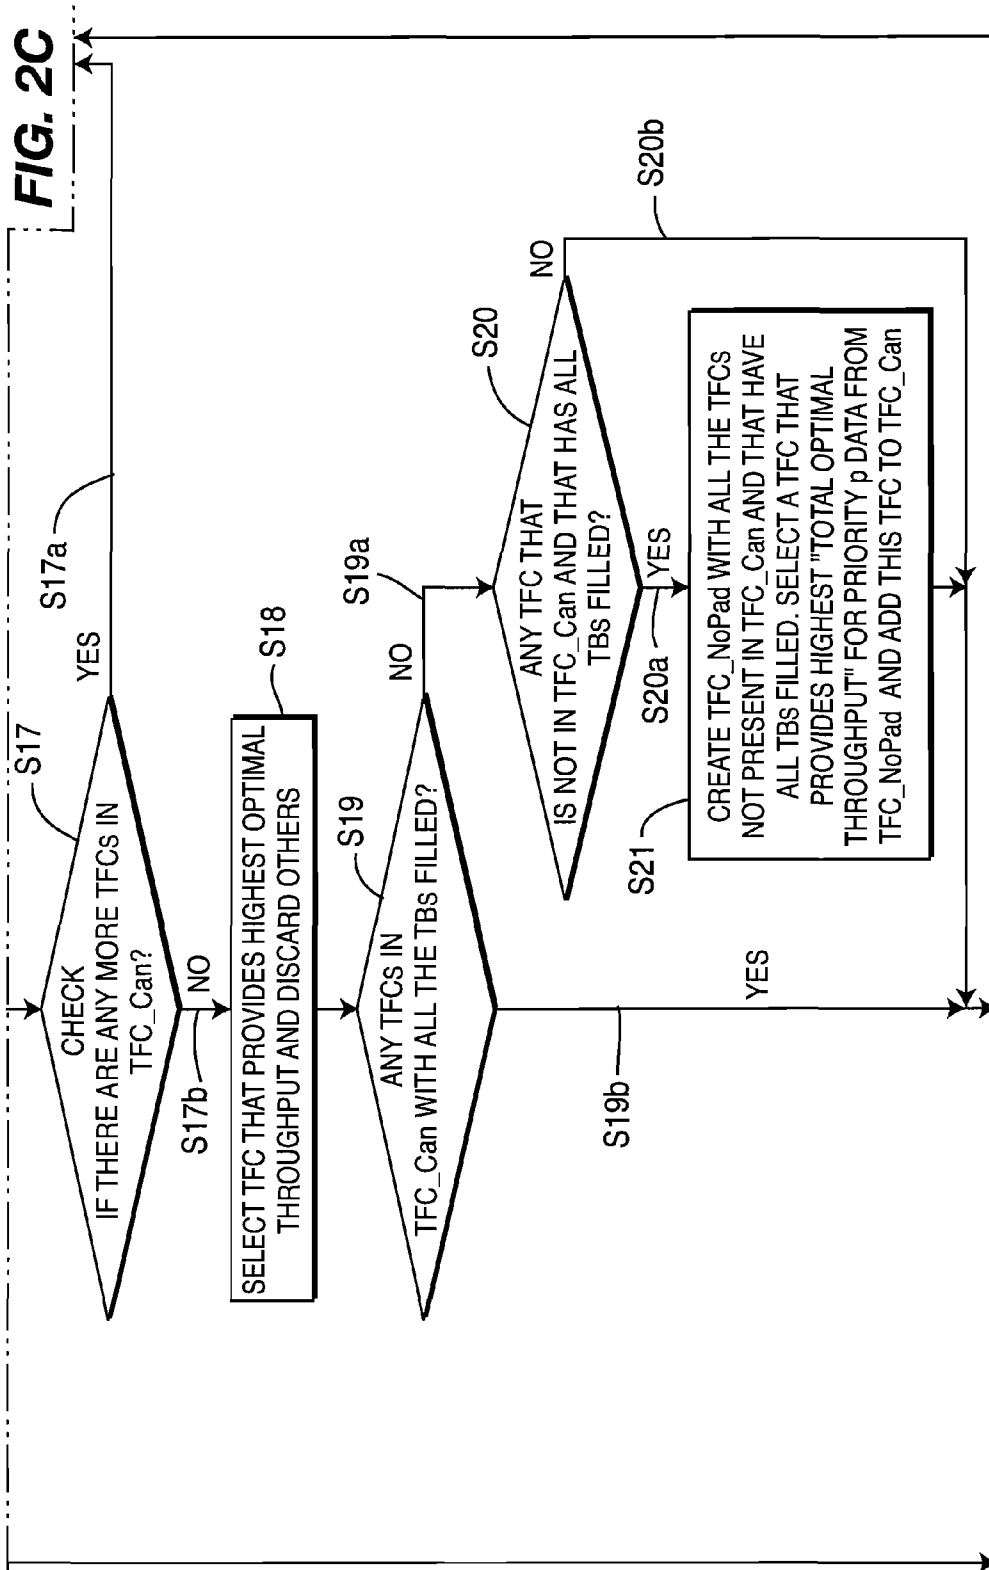 FIG. 2C
S17
CHECK
IF THERE ARE ANY MORE TFCs IN
TFC_Can?
YES
S17a
NO
S17b
S18
SELECT TFC THAT PROVIDES HIGHEST OPTIMAL
THROUGHPUT AND DISCARD OTHERS
S19
ANY TFCs IN
TFC_Can WITH ALL THE TBs FILLED?
NO
S19a
YES
S19b
S20
ANY TFC THAT
IS NOT IN TFC_Can AND THAT HAS ALL
TBs FILLED?
NO
S20b
YES
S20a
S21
CREATE TFC_NoPad WITH ALL THE TFCs
NOT PRESENT IN TFC_Can AND THAT HAVE
ALL TBs FILLED. SELECT A TFC THAT
PROVIDES HIGHEST "TOTAL OPTIMAL
THROUGHPUT" FOR PRIORITY p DATA FROM
TFC_NoPad AND ADD THIS TFC TO TFC_Can